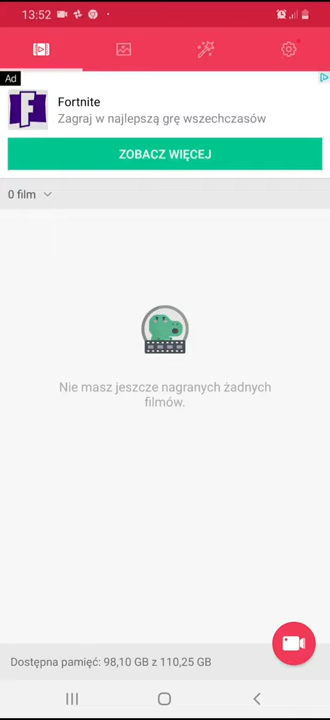 13:52
Ad
Fortnite
Zagraj w najlepszą grę wszechczasów
ZOBACZ WIĘCEJ
0 film
Nie masz jeszcze nagranych żadnych
filmów.
Dostępna pamięć: 98,10 GB z 110,25 GB